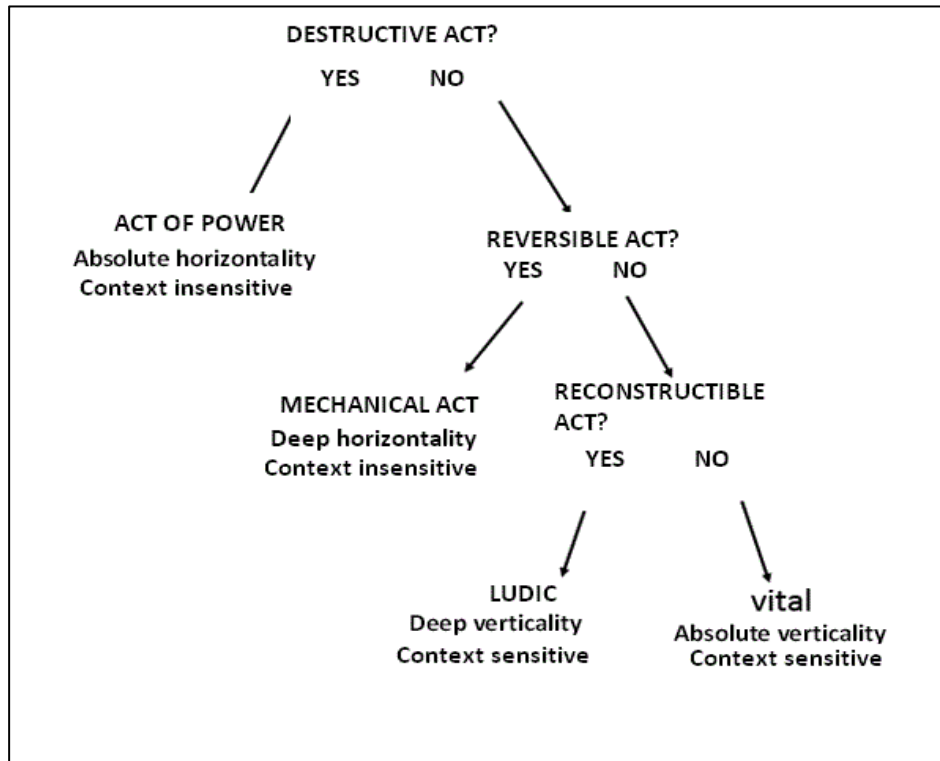 DESTRUCTIVE ACT?
YES NO
ACT OF POWER
Absolute horizontality
Context insensitive
REVERSIBLE ACT?
YES NO
MECHANICAL ACT
Deep horizontality
Context insensitive
RECONSTRUCTIBLE
ACT?
YES NO
LUDIC
Deep verticality
Context sensitive
vital
Absolute verticality
Context sensitive